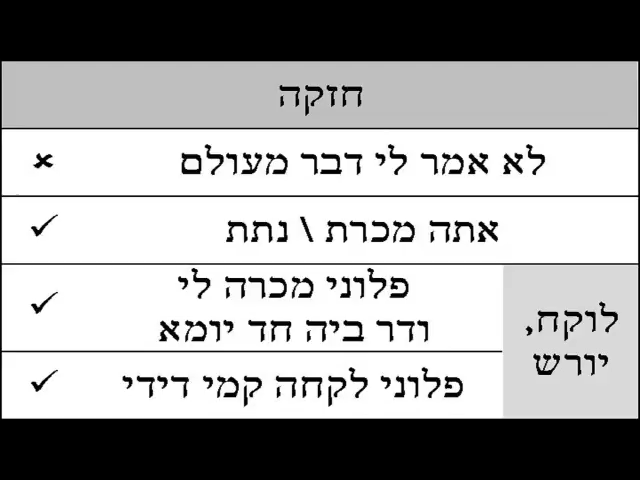 חזקה
לא אמר לי דבר מעולם
אתה מכרת \ נתת
לוקח,
יורש
פלוני מכרה לי
ודר ביה חד יומא
פלוני לקחה קמי דידי